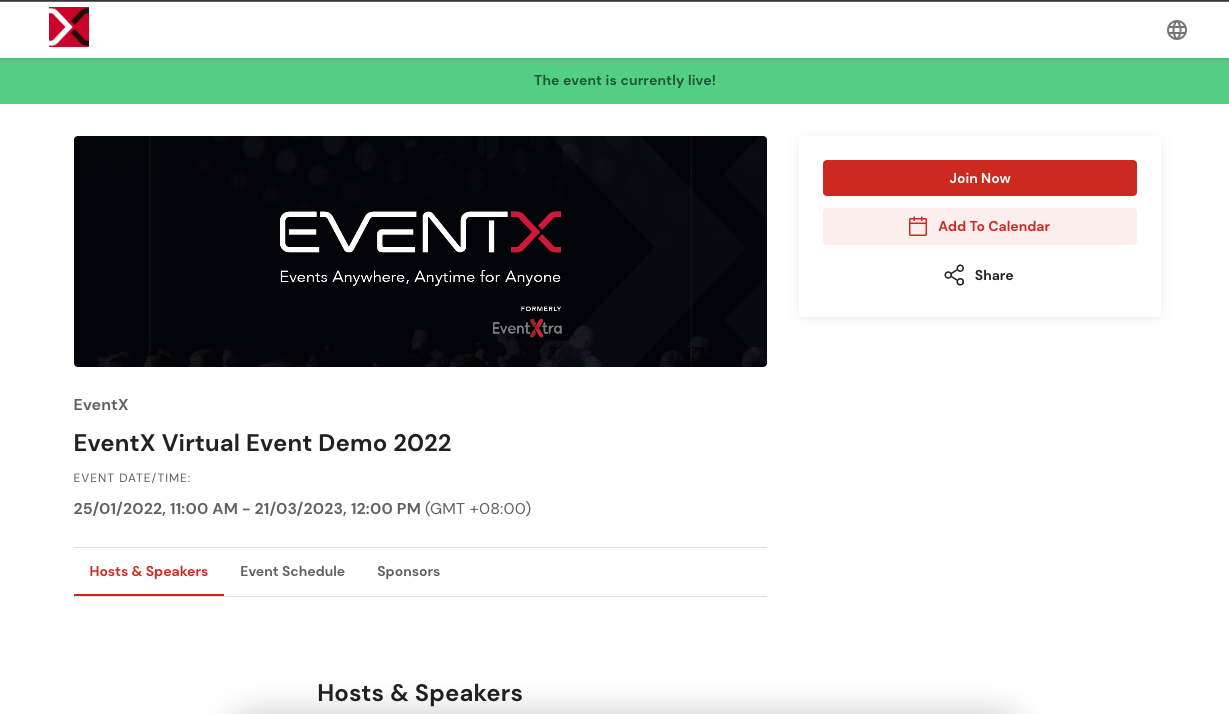 The event is currently live!
EVENTX
Events Anywhere, Anytime for Anyone
FORMERLY
EventXtra
Join Now
Add To Calendar
Share
EventX
EventX Virtual Event Demo 2022
EVENT DATE/TIME:
25/01/2022, 11:00 AM - 21/03/2023, 12:00 PM (GMT +08:00)
Hosts & Speakers Event Schedule Sponsors
Hosts & Speakers